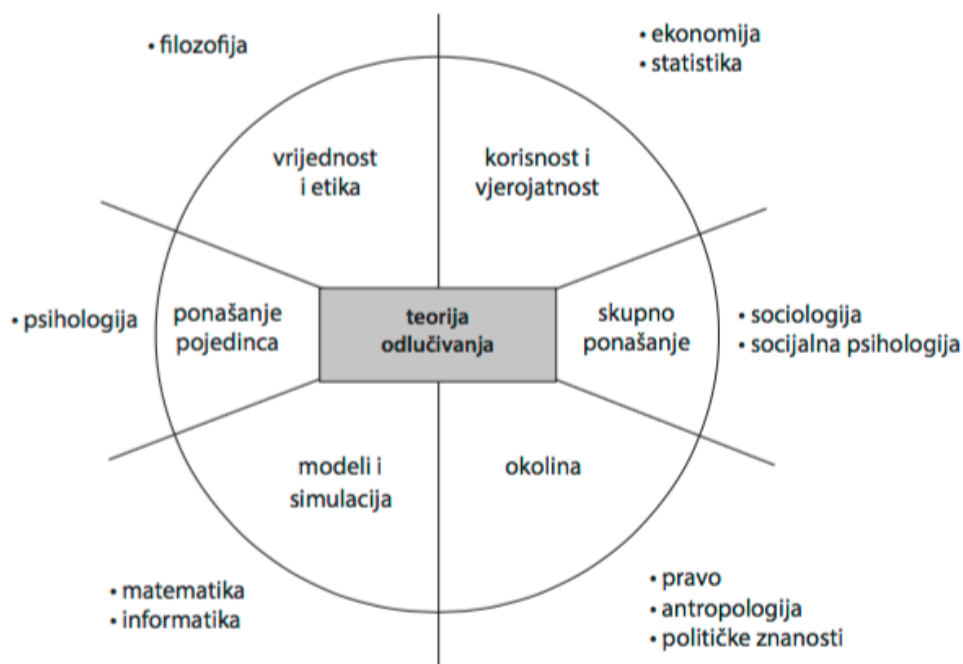 • filozofija
• ekonomija
• statistika
vrijednost
i etika
korisnost i
vjerojatnost
• psihologija
ponašanje
pojedinca
teorija
odlučivanja
skupno
ponašanje
• sociologija
• socijalna psihologija
modeli i
simulacija
okolina
• matematika
• informatika
• pravo
• antropologija
• političke znanosti